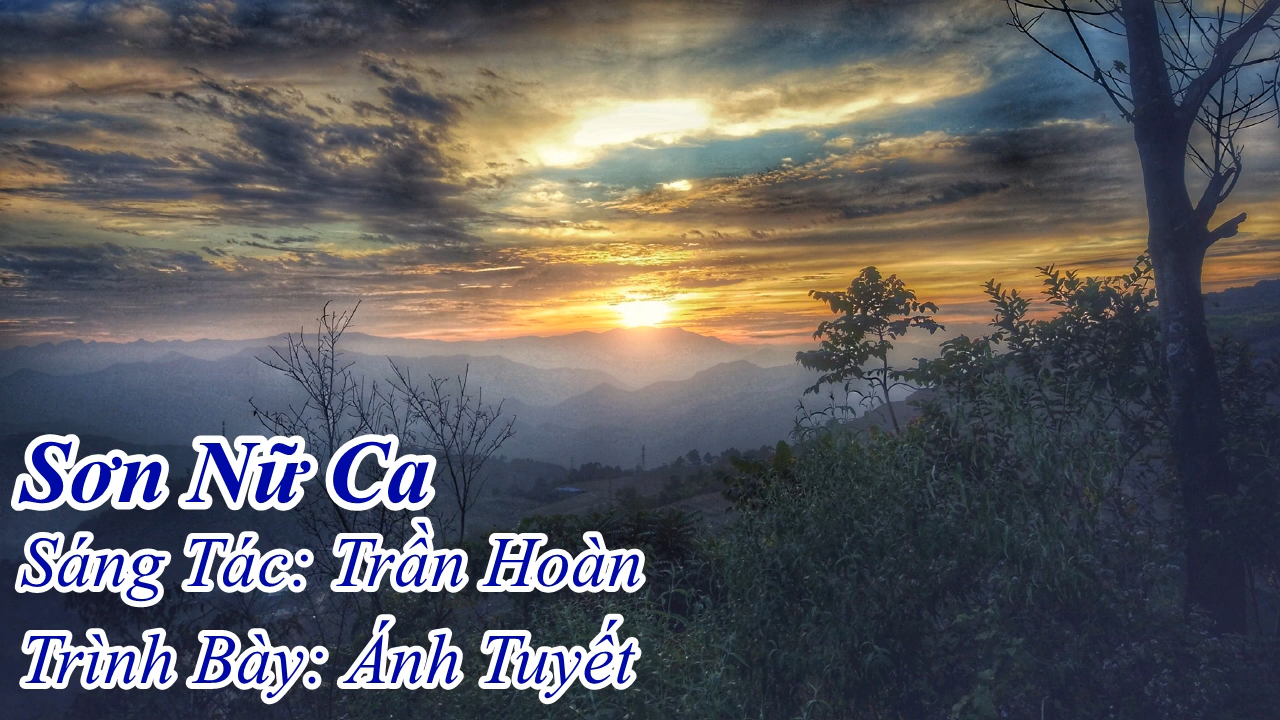 Sơn Nữ Ca
Sáng Tác: Trần Hoàn
Trình Bày: Ánh Tuyết